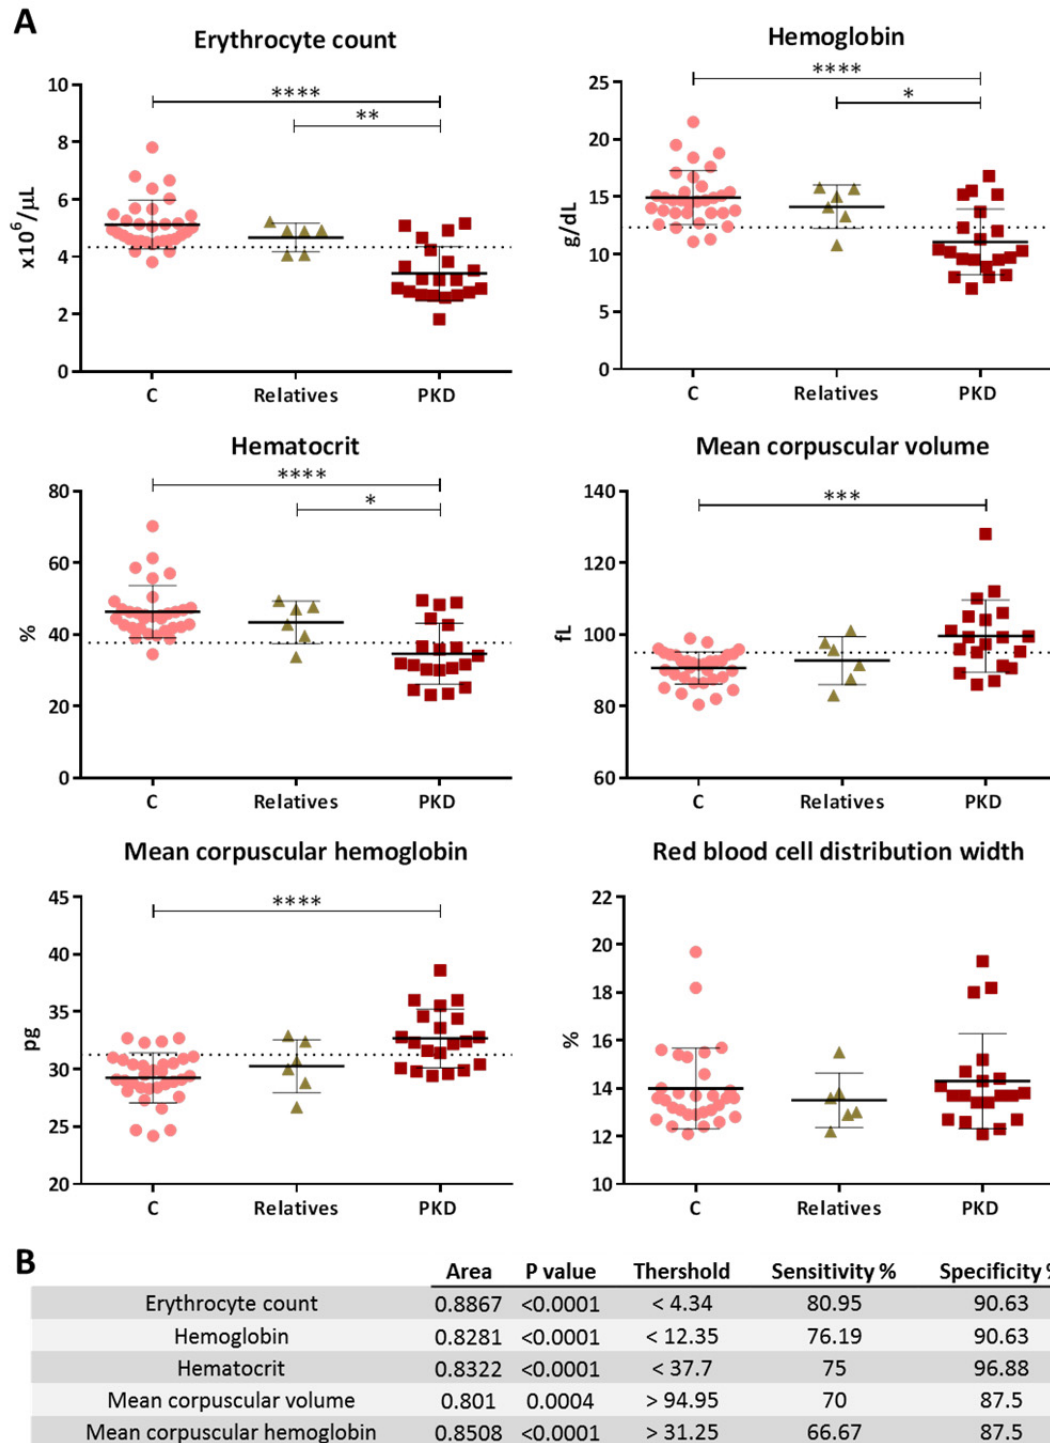 A
Erythrocyte count
Hemoglobin
x10⁶/µL
10
8
6
4
2
0
****
**
C Relatives PKD
g/dL
25
20
15
10
5
0
****
*
C Relatives PKD
Hematocrit
Mean corpuscular volume
%
80
60
40
20
0
****
*
C Relatives PKD
fL
140
120
100
80
60
***
C Relatives PKD
Mean corpuscular hemoglobin
Red blood cell distribution width
pg
45
40
35
30
25
20
****
C Relatives PKD
%
22
20
18
16
14
12
10
C Relatives PKD
B
Area P value Thershold Sensitivity % Specificity %
Erythrocyte count 0.8867 <0.0001 < 4.34 80.95 90.63
Hemoglobin 0.8281 <0.0001 < 12.35 76.19 90.63
Hematocrit 0.8322 <0.0001 < 37.7 75 96.88
Mean corpuscular volume 0.801 0.0004 > 94.95 70 87.5
Mean corpuscular hemoglobin 0.8508 <0.0001 > 31.25 66.67 87.5